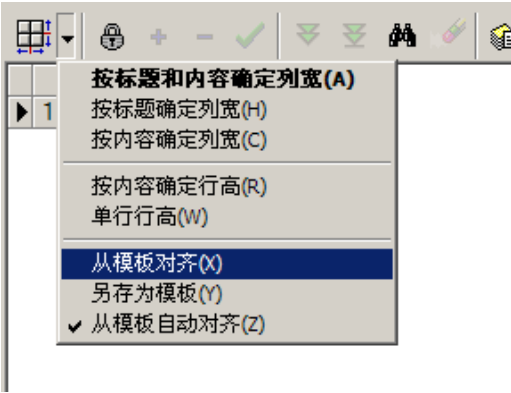 按标题和内容确定列宽(A)
1
按标题确定列宽(H)
按内容确定列宽(C)
按内容确定行高(R)
单行行高(W)
从模板对齐(X)
另存为模板(Y)
从模板自动对齐(Z)